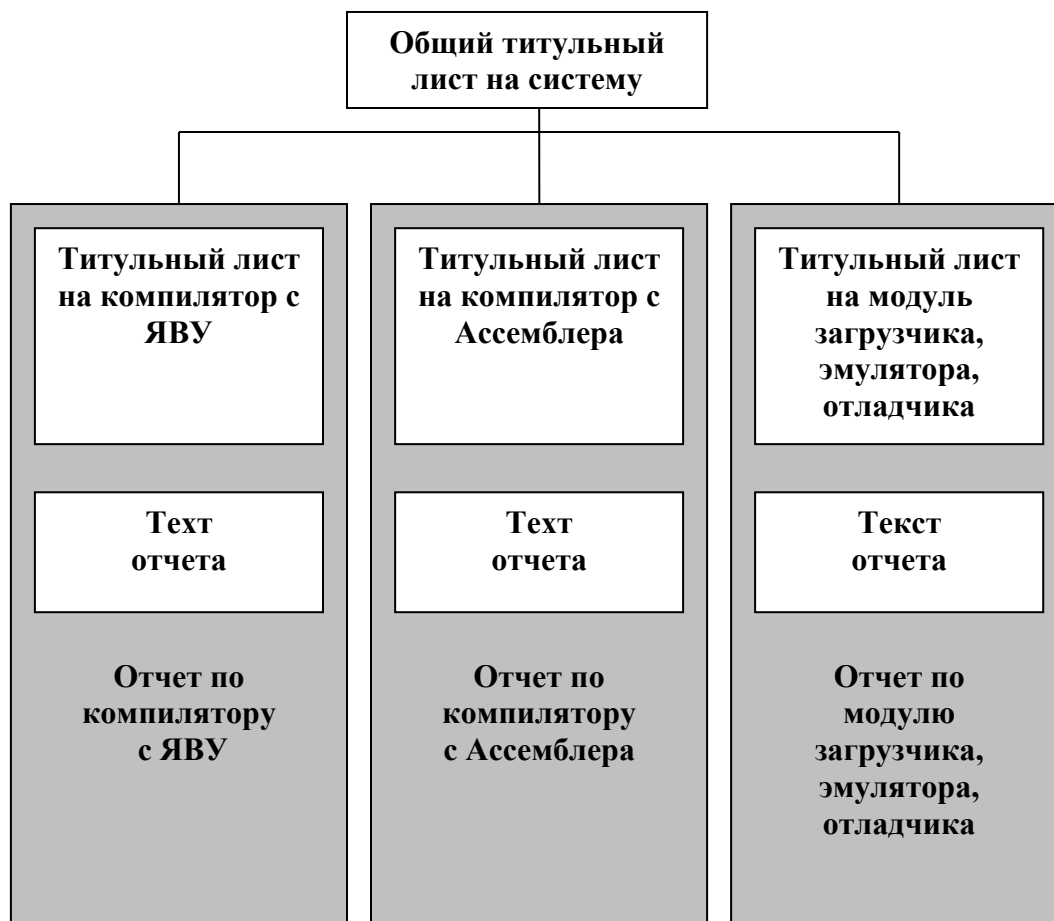 Общий титульный
лист на систему
Титульный лист
на компилятор с
ЯВУ
Техт
отчета
Отчет по
компилятору
с ЯВУ
Титульный лист
на компилятор с
Ассемблера
Техт
отчета
Отчет по
компилятору
с Ассемблера
Титульный лист
на модуль
загрузчика,
эмулятора,
отладчика
Текст
отчета
Отчет по
модулю
загрузчика,
эмулятора,
отладчика